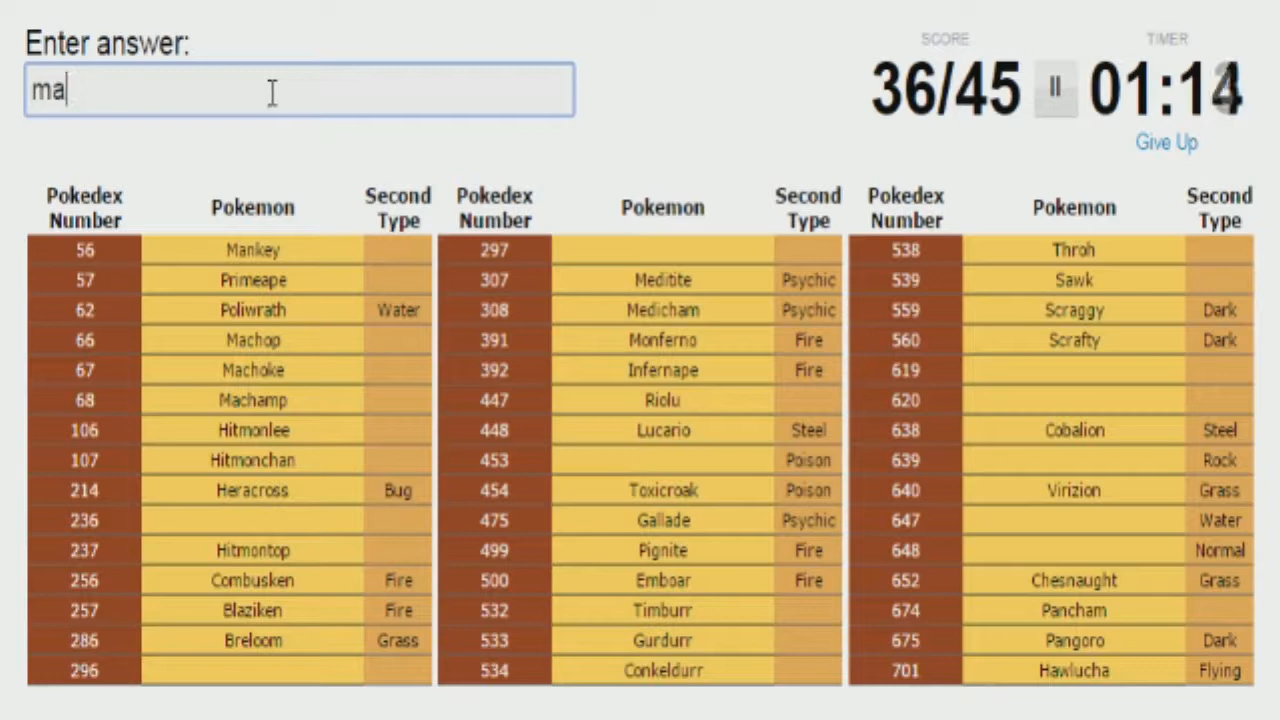 Enter answer:
SCORE
TIMER
ma
36/45
01:14
Give Up
Pokedex Number Pokemon Second Type Pokedex Number Pokemon Second Type Pokedex Number Pokemon Second Type
56 Mankey 297 538 Throh
57 Primeape 307 Meditite Psychic 539 Sawk
62 Poliwrath Water 308 Medicham Psychic 559 Scraggy Dark
66 Machop 391 Monferno Fire 560 Scrafty Dark
67 Machoke 392 Infernape Fire 619
68 Machamp 447 Riolu 620
106 Hitmonlee 448 Lucario Steel 638 Cobalion Steel
107 Hitmonchan 453 Poison 639 Rock
214 Heracross Bug 454 Toxicroak Poison 640 Virizion Grass
236 475 Gallade Psychic 647 Water
237 Hitmontop 499 Pignite Fire 648 Normal
256 Combusken Fire 500 Emboar Fire 652 Chesnaught Grass
257 Blaziken Fire 532 Timburr 674 Pancham
286 Breloom Grass 533 Gurdurr 675 Pangoro Dark
296 534 Conkeldurr 701 Hawlucha Flying